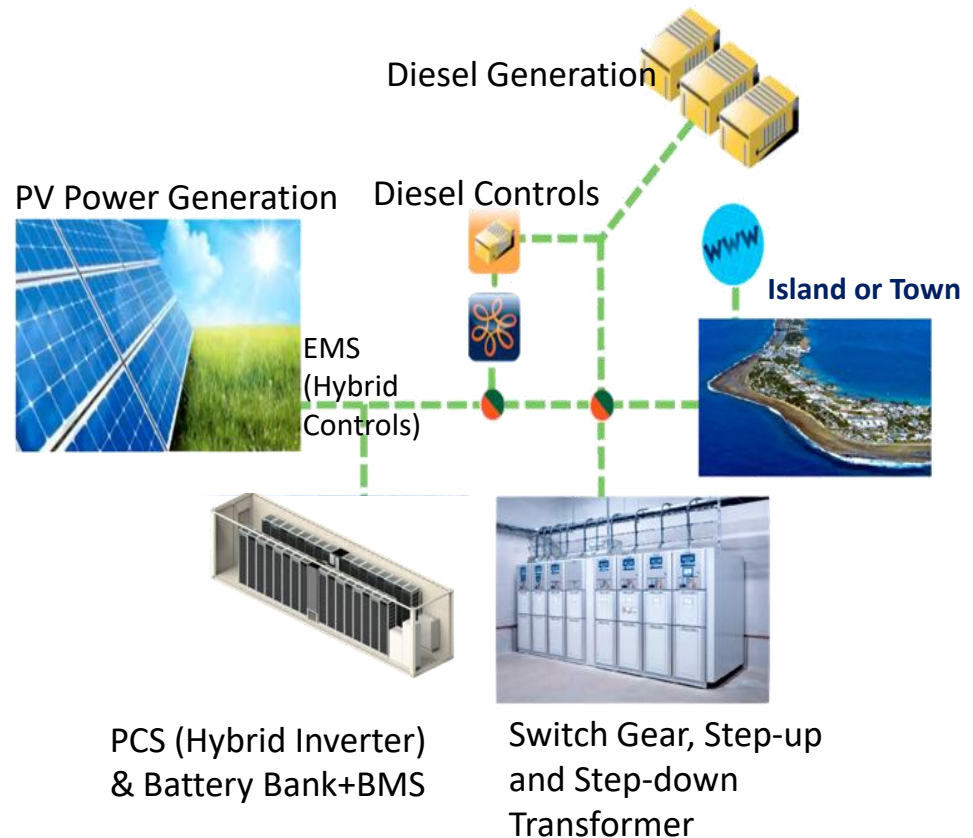 Diesel Generation
PV Power Generation
Diesel Controls
www
Island or Town
EMS
(Hybrid
Controls)
PCS (Hybrid Inverter)
& Battery Bank+BMS
Switch Gear, Step-up
and Step-down
Transformer